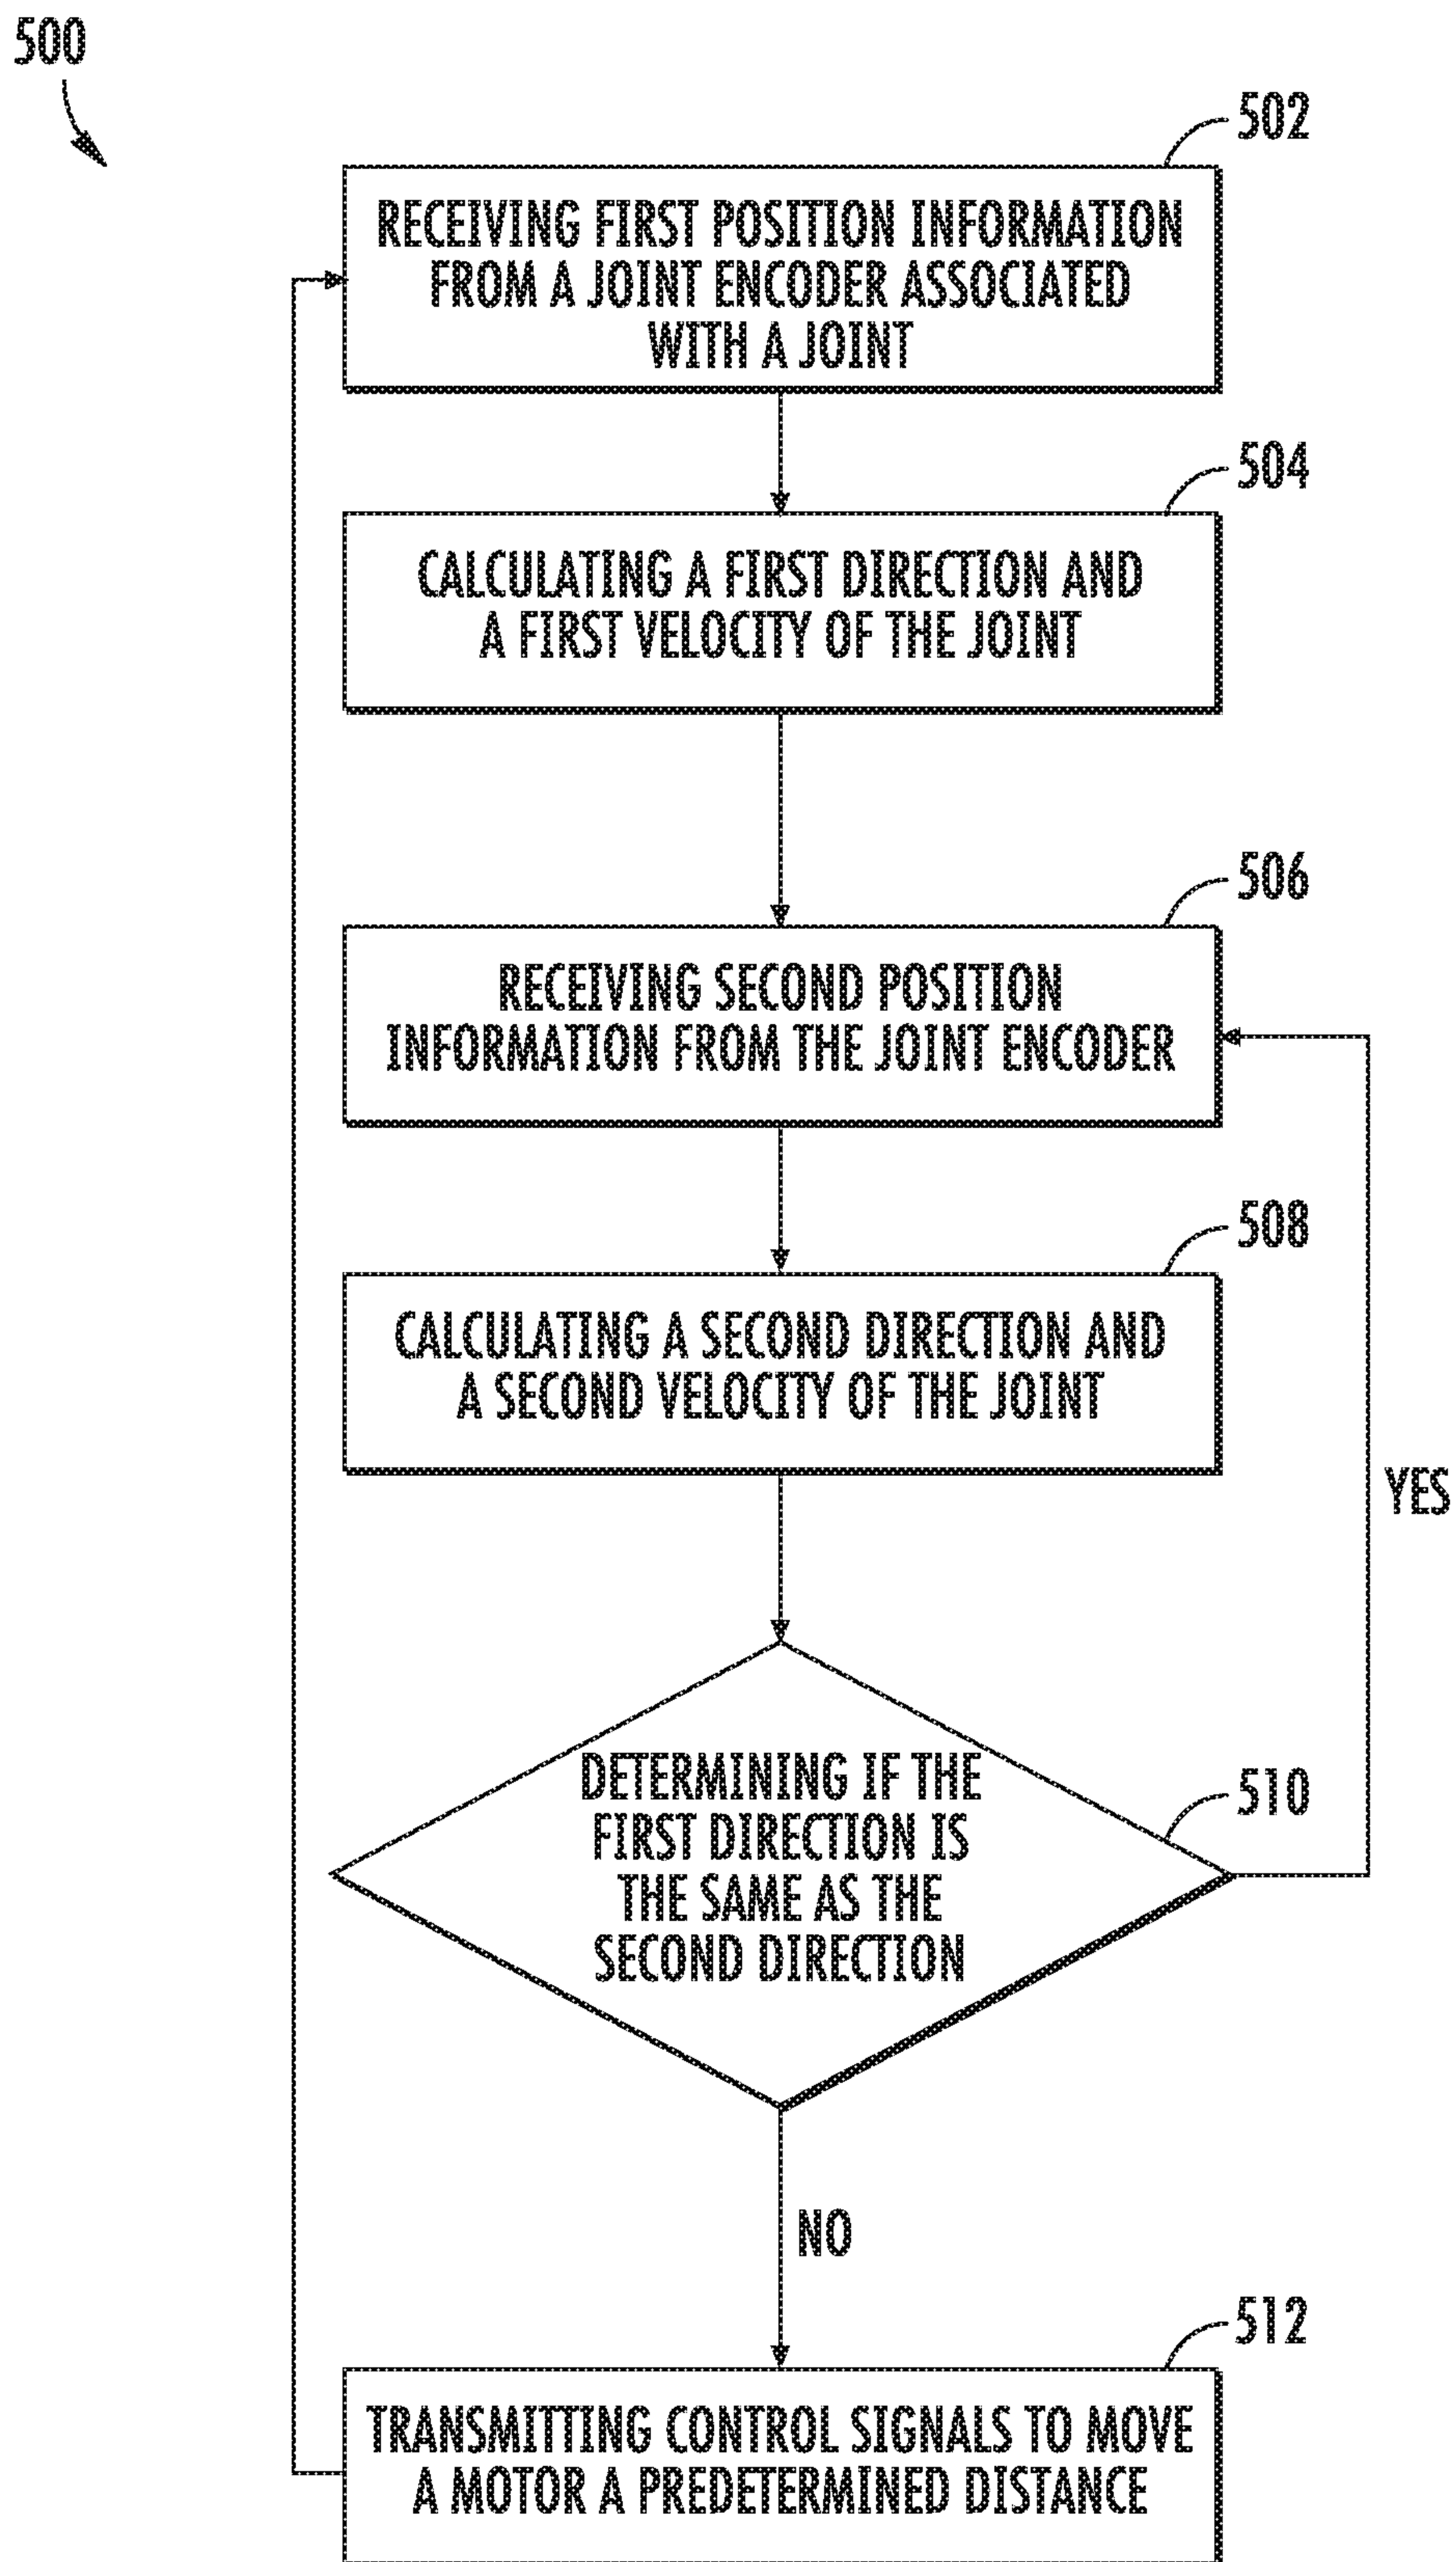 500
502
RECEIVING FIRST POSITION INFORMATION
FROM A JOINT ENCODER ASSOCIATED
WITH A JOINT
504
CALCULATING A FIRST DIRECTION AND
A FIRST VELOCITY OF THE JOINT
506
RECEIVING SECOND POSITION
INFORMATION FROM THE JOINT ENCODER
508
CALCULATING A SECOND DIRECTION AND
A SECOND VELOCITY OF THE JOINT
YES
510
DETERMINING IF THE
FIRST DIRECTION IS
THE SAME AS THE
SECOND DIRECTION
NO
512
TRANSMITTING CONTROL SIGNALS TO MOVE
A MOTOR A PREDETERMINED DISTANCE